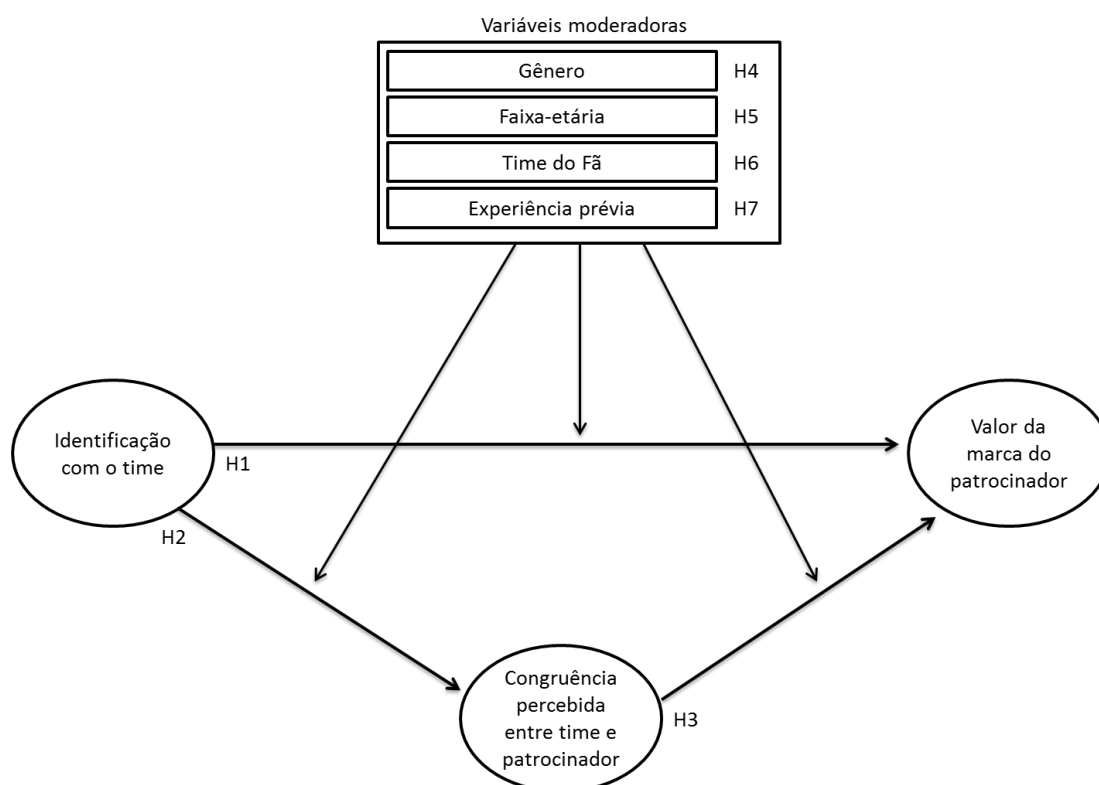 Variáveis moderadoras
Gênero
H4
Faixa-etária
H5
Time do Fã
H6
Experiência prévia
H7
Identificação
com o time
H1
H2
Valor da
marca do
patrocinador
Congruência
percebida
entre time e
patrocinador
H3